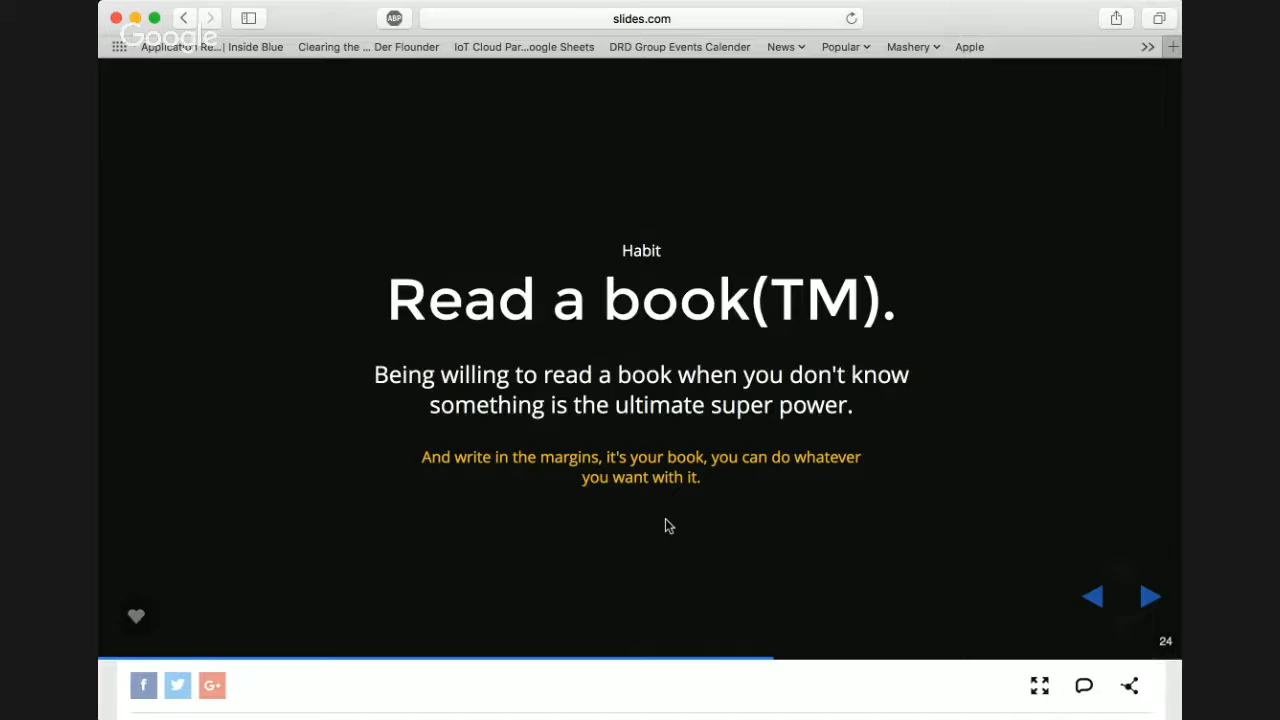 slides.com
ABP
Google
Applicatio Re...| Inside Blue
Clearing the ... Der Flounder
IoT Cloud Par...oogle Sheets
DRD Group Events Calender
News
Popular
Mashery
Apple
Habit
Read a book(TM).
Being willing to read a book when you don't know
something is the ultimate super power.
And write in the margins, it's your book, you can do whatever
you want with it.
24
f
G+